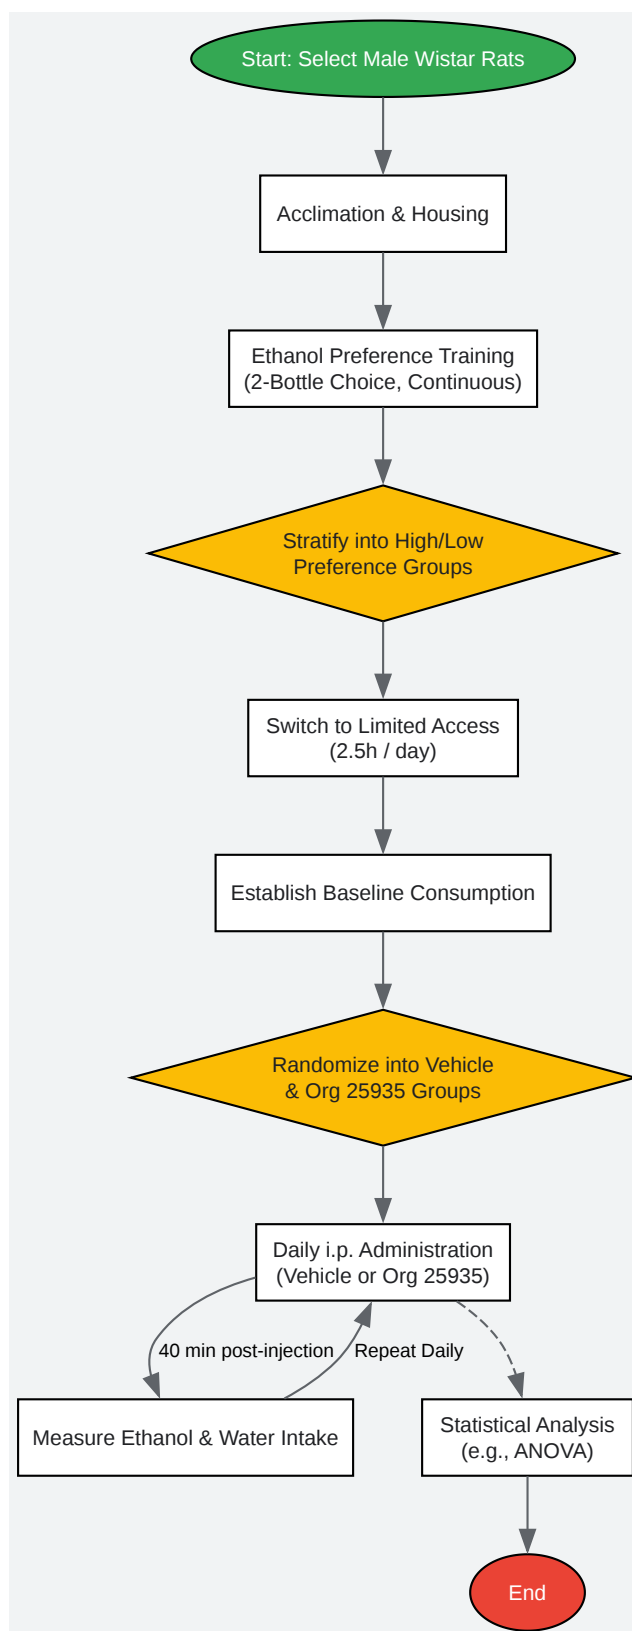 Start: Select Male Wistar Rats
Acclimation & Housing
Ethanol Preference Training
(2-Bottle Choice, Continuous)
Stratify into High/Low
Preference Groups
Switch to Limited Access
(2.5h / day)
Establish Baseline Consumption
Randomize into Vehicle
& Org 25935 Groups
Daily i.p. Administration
(Vehicle or Org 25935)
40 min post-injection
Repeat Daily
Measure Ethanol & Water Intake
Statistical Analysis
(e.g., ANOVA)
End